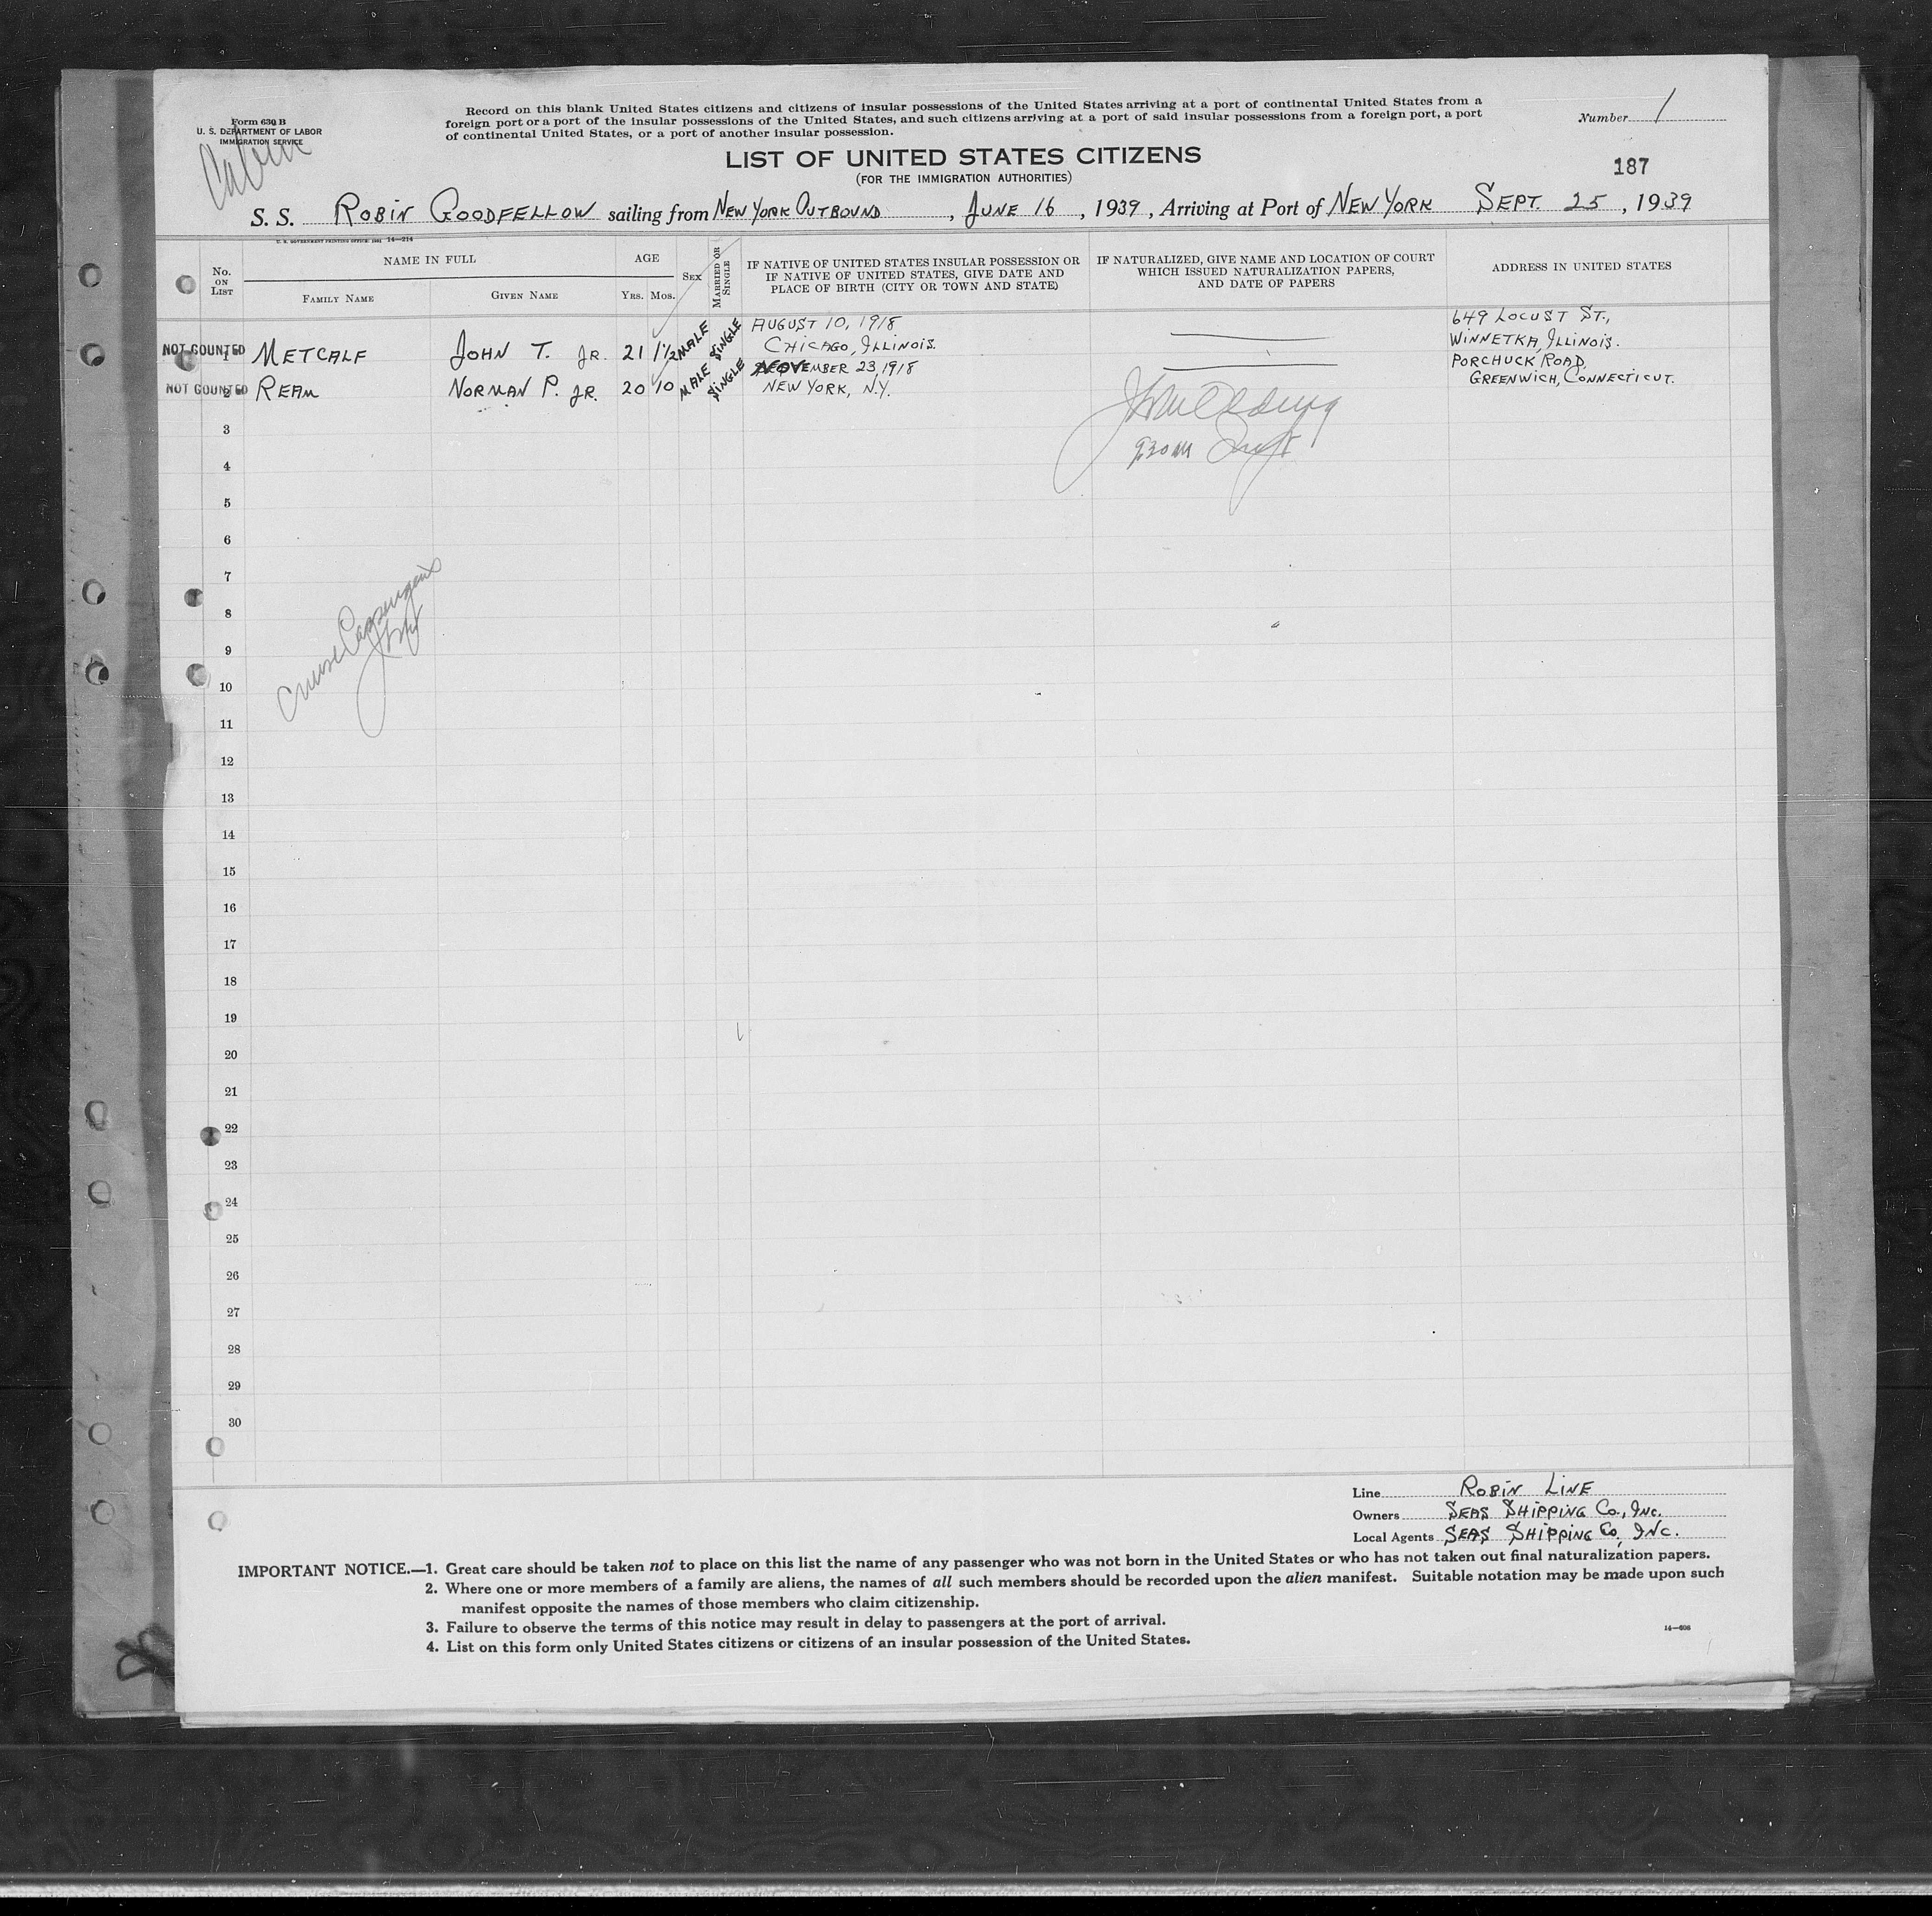 Form 630 B
U. S. DEPARTMENT OF LABOR
IMMIGRATION SERVICE
Cabin
Record on this blank United States citizens and citizens of insular possessions of the United States arriving at a port of continental United States from a
foreign port or a port of the insular possessions of the United States, and such citizens arriving at a port of said insular possessions from a foreign port, a port
of continental United States, or a port of another insular possession.
Number 1
LIST OF UNITED STATES CITIZENS
(FOR THE IMMIGRATION AUTHORITIES)
187
S. S. ROBIN GOODFELLOW sailing from NEW YORK OUTBOUND, JUNE 16, 1939, Arriving at Port of NEW YORK SEPT. 25, 1939
U. S. GOVERNMENT PRINTING OFFICE: 14—214
No. ON LIST
NAME IN FULL
FAMILY NAME
GIVEN NAME
AGE
YRS. MOS.
SEX
MARRIED OR SINGLE
IF NATIVE OF UNITED STATES INSULAR POSSESSION OR
IF NATIVE OF UNITED STATES, GIVE DATE AND
PLACE OF BIRTH (CITY OR TOWN AND STATE)
IF NATURALIZED, GIVE NAME AND LOCATION OF COURT
WHICH ISSUED NATURALIZATION PAPERS,
AND DATE OF PAPERS
ADDRESS IN UNITED STATES
NOT COUNTED 1 METCALF JOHN T. JR. 21 1½ MALE SINGLE AUGUST 10, 1918
CHICAGO, ILLINOIS.
649 LOCUST ST.,
WINNETKA, ILLINOIS.
NOT COUNTED 2 REAM NORMAN P. JR. 20 10 MALE SINGLE NOVEMBER 23, 1918
NEW YORK, N.Y.
PORCHUCK ROAD,
GREENWICH, CONNECTICUT.
3
4
5
6
7
8
9
10
11
12
13
14
15
16
17
18
19
20
21
22
23
24
25
26
27
28
29
30
Cruise Passengers
Line ROBIN LINE
Owners SEAS SHIPPING CO., INC.
Local Agents SEAS SHIPPING CO, INC.
IMPORTANT NOTICE.—1. Great care should be taken not to place on this list the name of any passenger who was not born in the United States or who has not taken out final naturalization papers.
2. Where one or more members of a family are aliens, the names of all such members should be recorded upon the alien manifest. Suitable notation may be made upon such
manifest opposite the names of those members who claim citizenship.
3. Failure to observe the terms of this notice may result in delay to passengers at the port of arrival.
4. List on this form only United States citizens or citizens of an insular possession of the United States.
14—606